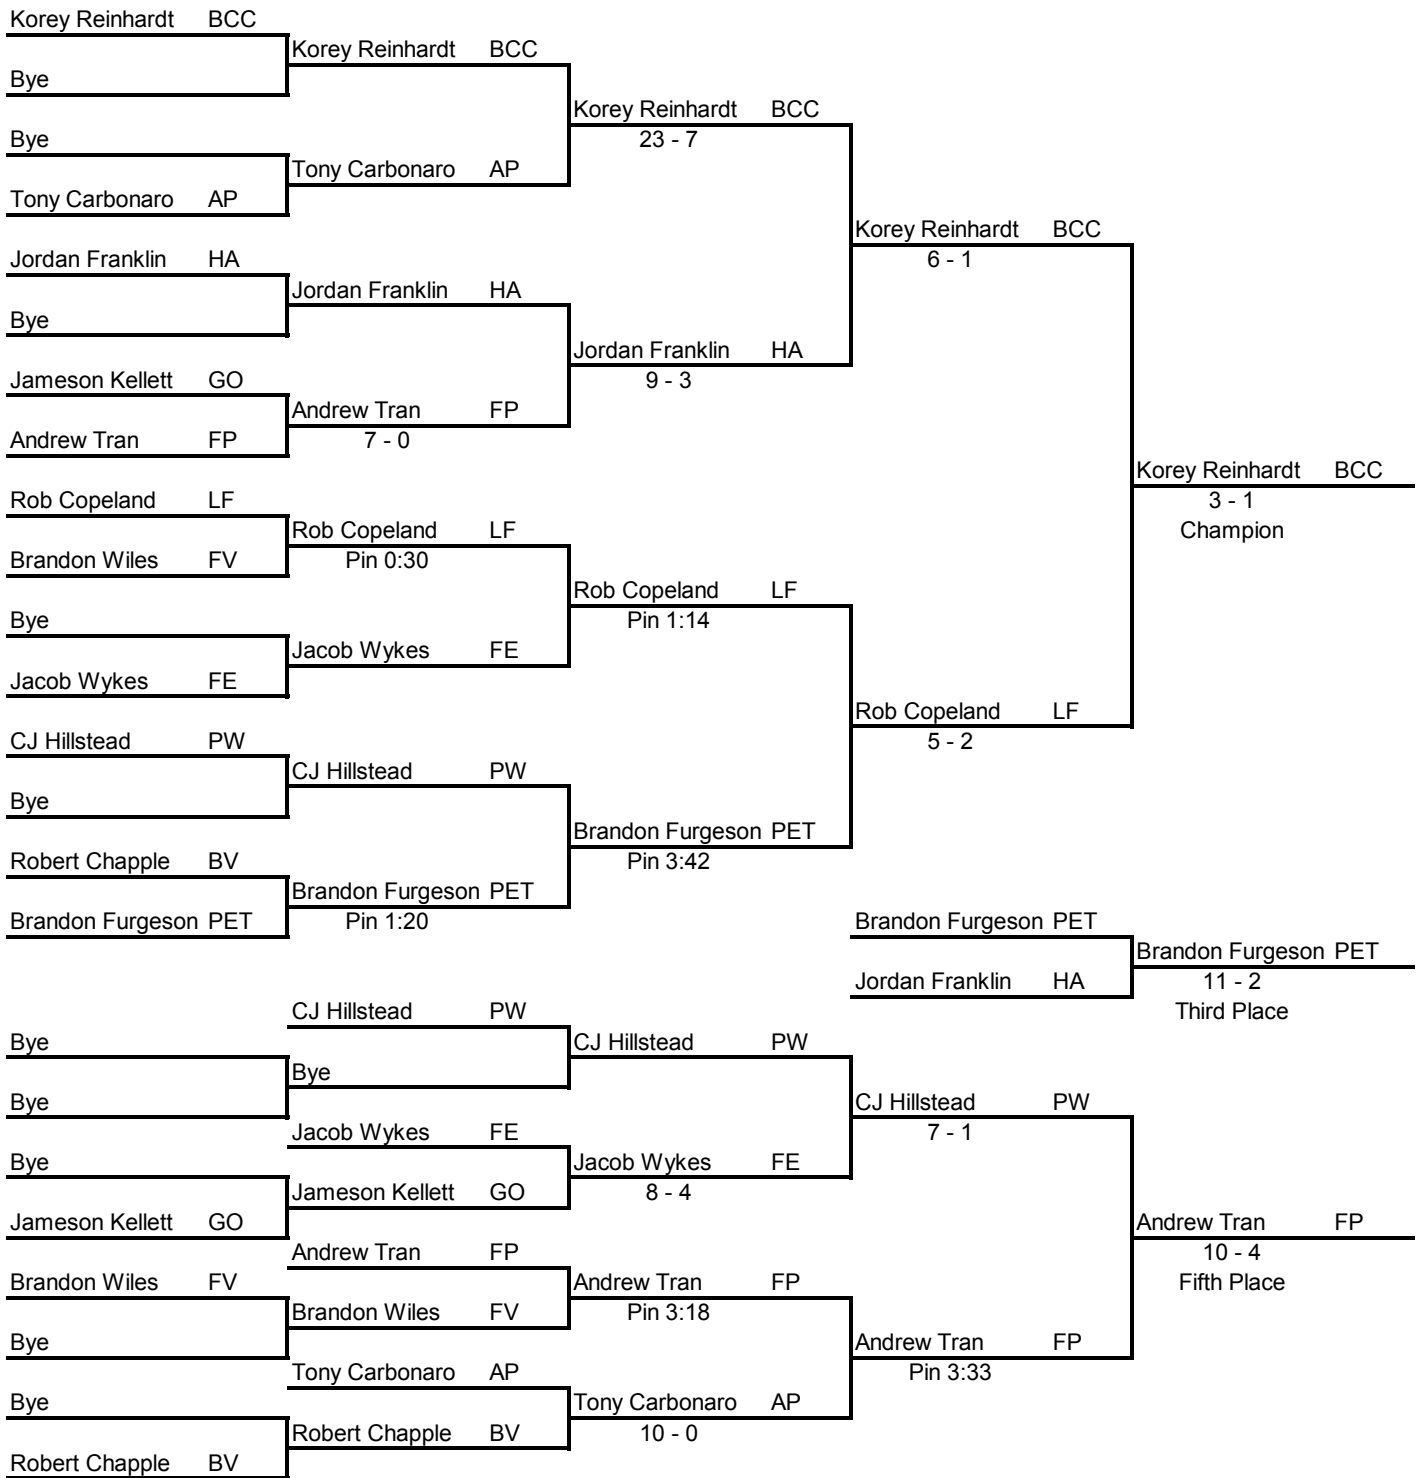 Korey Reinhardt BCC
Korey Reinhardt BCC
Bye
Korey Reinhardt BCC
Bye
23 - 7
Tony Carbonaro AP
Tony Carbonaro AP
Korey Reinhardt BCC
Jordan Franklin HA
6 - 1
Jordan Franklin HA
Bye
Jordan Franklin HA
Jameson Kellett GO
9 - 3
Andrew Tran FP
Andrew Tran FP
7 - 0
Korey Reinhardt BCC
Rob Copeland LF
3 - 1
Rob Copeland LF
Champion
Brandon Wiles FV
Pin 0:30
Rob Copeland LF
Bye
Pin 1:14
Jacob Wykes FE
Jacob Wykes FE
Rob Copeland LF
CJ Hillstead PW
5 - 2
CJ Hillstead PW
Bye
Brandon Furgeson PET
Robert Chapple BV
Pin 3:42
Brandon Furgeson PET
Brandon Furgeson PET
Pin 1:20
Brandon Furgeson PET
Brandon Furgeson PET
Jordan Franklin HA
11 - 2
CJ Hillstead PW
Third Place
Bye
CJ Hillstead PW
Bye
Bye
CJ Hillstead PW
Jacob Wykes FE
7 - 1
Bye
Jacob Wykes FE
Jameson Kellett GO
8 - 4
Jameson Kellett GO
Andrew Tran FP
Andrew Tran FP
10 - 4
Brandon Wiles FV
Andrew Tran FP
Fifth Place
Brandon Wiles FV
Pin 3:18
Bye
Andrew Tran FP
Tony Carbonaro AP
Pin 3:33
Bye
Tony Carbonaro AP
Robert Chapple BV
10 - 0
Robert Chapple BV